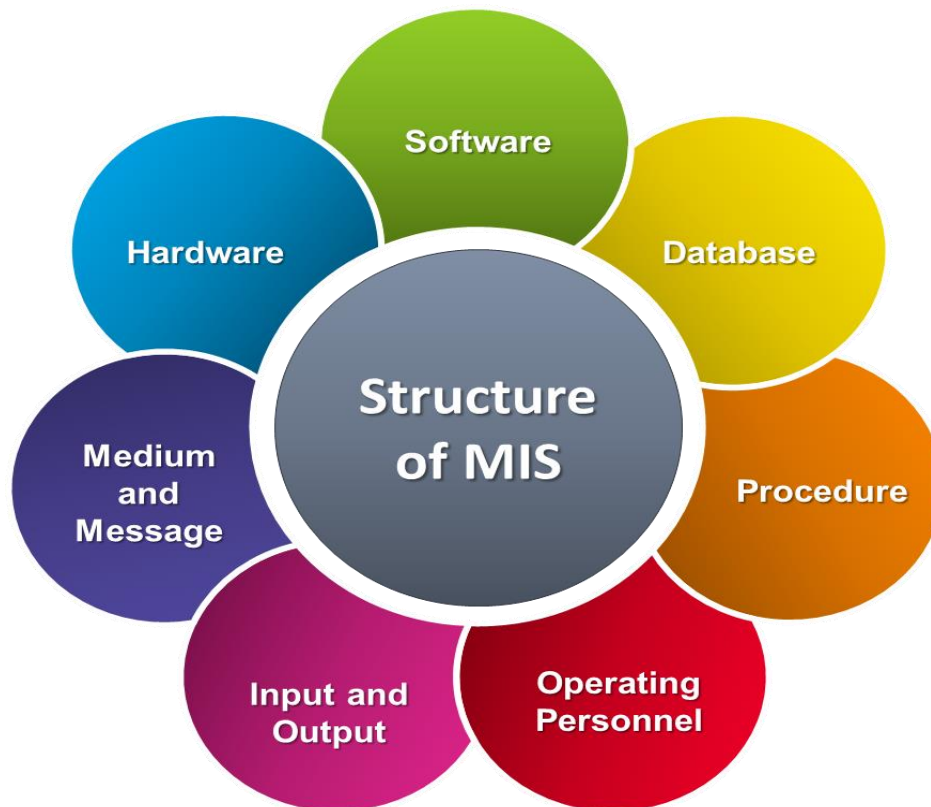 Software
Hardware
Database
Structure
of MIS
Medium
and
Message
Procedure
Input and
Output
Operating
Personnel